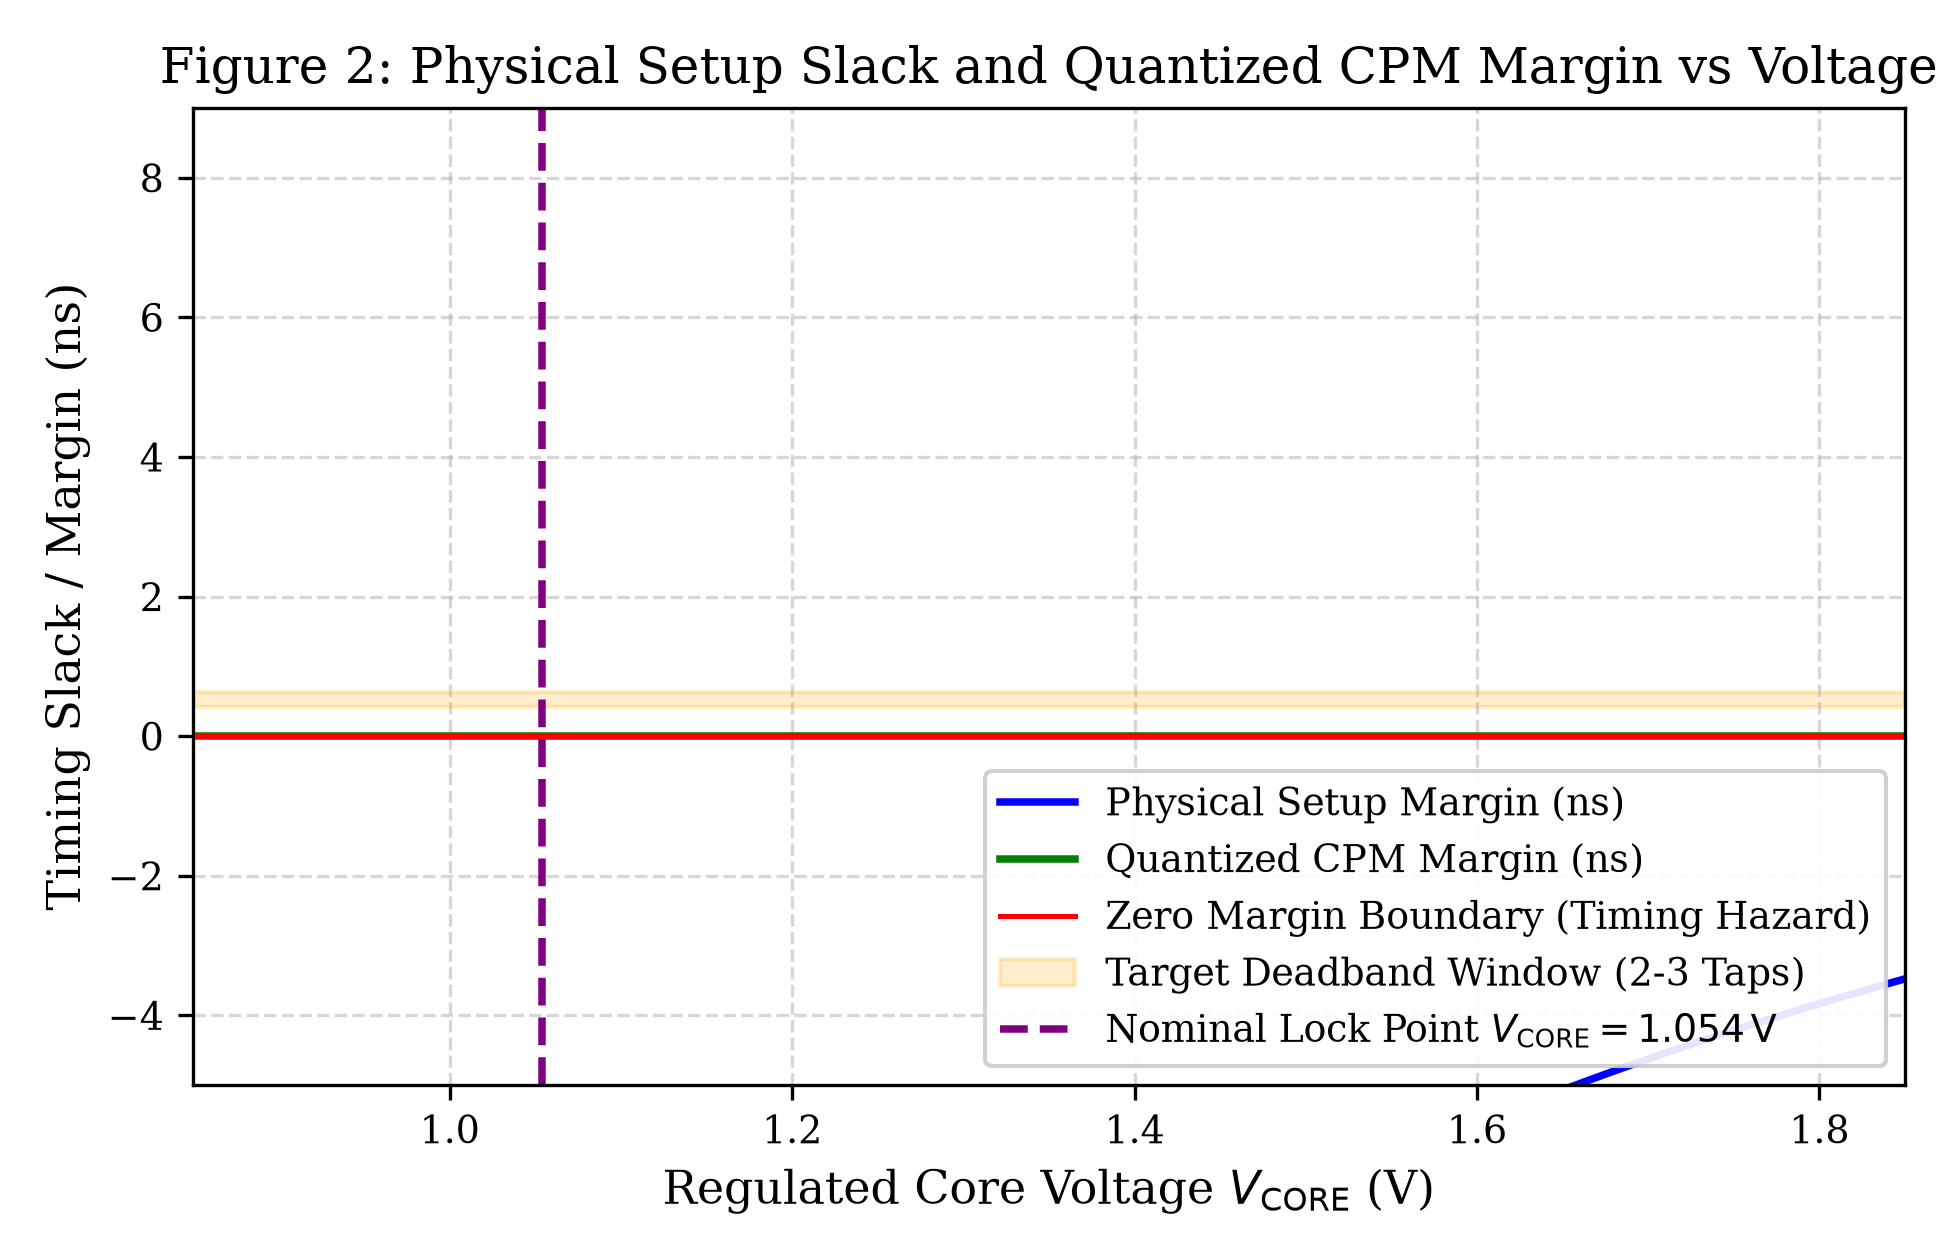 Figure 2: Physical Setup Slack and Quantized CPM Margin vs Voltage
Timing Slack / Margin (ns)
8
6
4
2
0
−2
−4
Physical Setup Margin (ns)
Quantized CPM Margin (ns)
Zero Margin Boundary (Timing Hazard)
Target Deadband Window (2-3 Taps)
Nominal Lock Point V_CORE = 1.054 V
1.0 1.2 1.4 1.6 1.8
Regulated Core Voltage V_CORE (V)